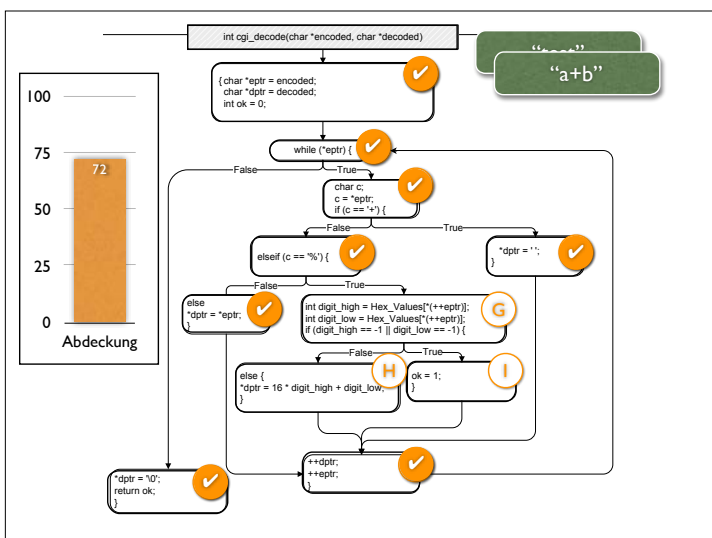 int cgi_decode(char *encoded, char *decoded)
"test"
"a+b"
{ char *eptr = encoded;
char *dptr = decoded;
int ok = 0;
100
75
72
50
25
0
Abdeckung
while (*eptr) {
False
True
char c;
c = *eptr;
if (c == '+') {
False
True
elseif (c == '%') {
*dptr = ' ';
}
False
True
else
*dptr = *eptr;
}
int digit_high = Hex_Values[*(++eptr)];
int digit_low = Hex_Values[*(++eptr)];
if (digit_high == -1 || digit_low == -1) {
G
False
True
else {
*dptr = 16 * digit_high + digit_low;
}
H
ok = 1;
}
I
++dptr;
++eptr;
}
*dptr = '\0';
return ok;
}